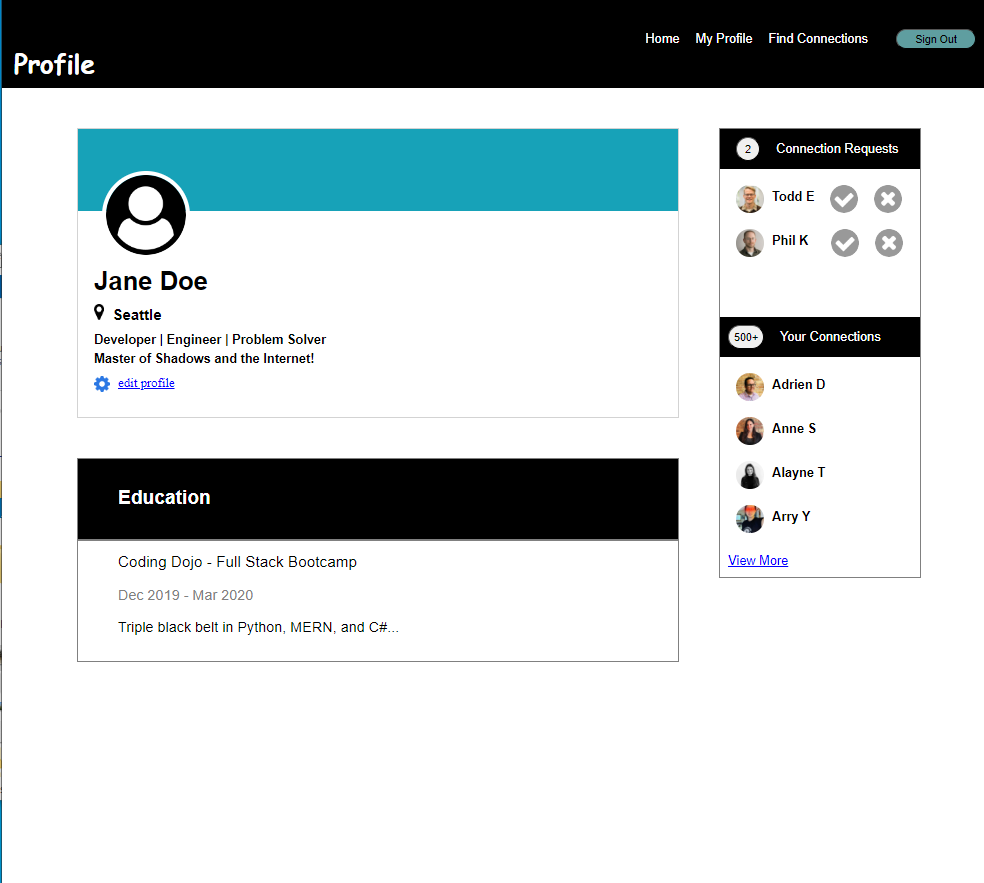 Home My Profile Find Connections Sign Out
Profile
Jane Doe
Seattle
Developer | Engineer | Problem Solver
Master of Shadows and the Internet!
edit profile
Education
Coding Dojo - Full Stack Bootcamp
Dec 2019 - Mar 2020
Triple black belt in Python, MERN, and C#...
2 Connection Requests
Todd E
Phil K
500+ Your Connections
Adrien D
Anne S
Alayne T
Arry Y
View More